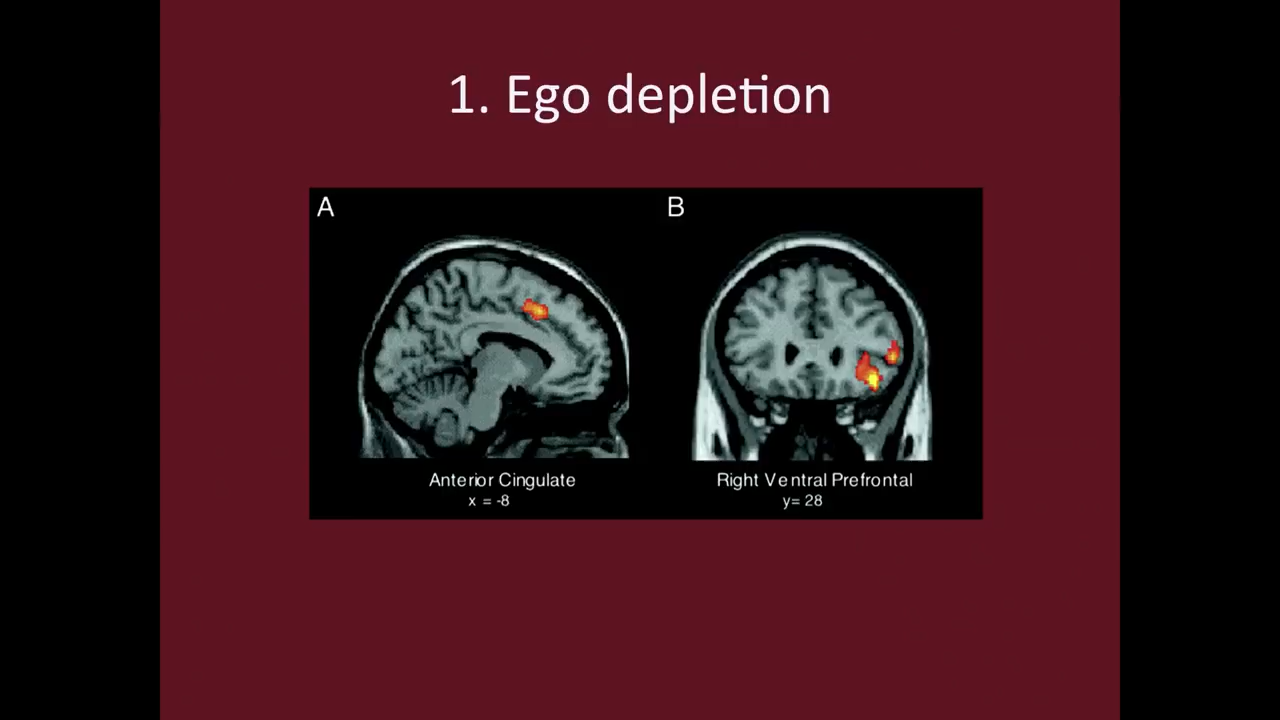 1. Ego depletion
A
B
Anterior Cingulate
x = -8
Right Ventral Prefrontal
y= 28